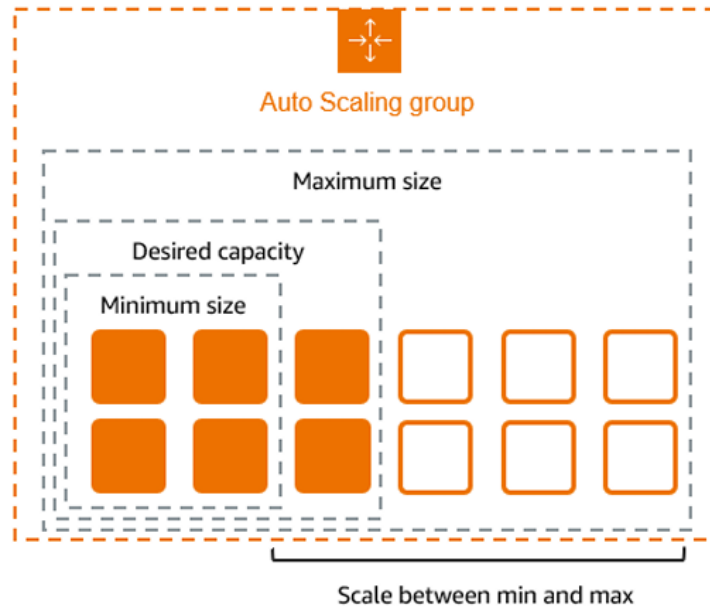 Auto Scaling group
Maximum size
Desired capacity
Minimum size
Scale between min and max